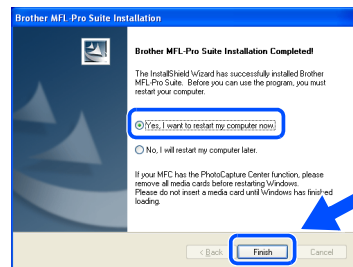 Brother MFL-Pro Suite Installation
Brother MFL-Pro Suite Installation Completed!
The InstallShield Wizard has successfully installed Brother
MFL-Pro Suite. Before you can use the program, you must
restart your computer.
Yes, I want to restart my computer now.
No, I will restart my computer later.
If your MFC has the PhotoCapture Center function, please
remove all media cards before restarting Windows.
Please do not insert a media card until Windows has finished
loading.
< Back Finish Cancel